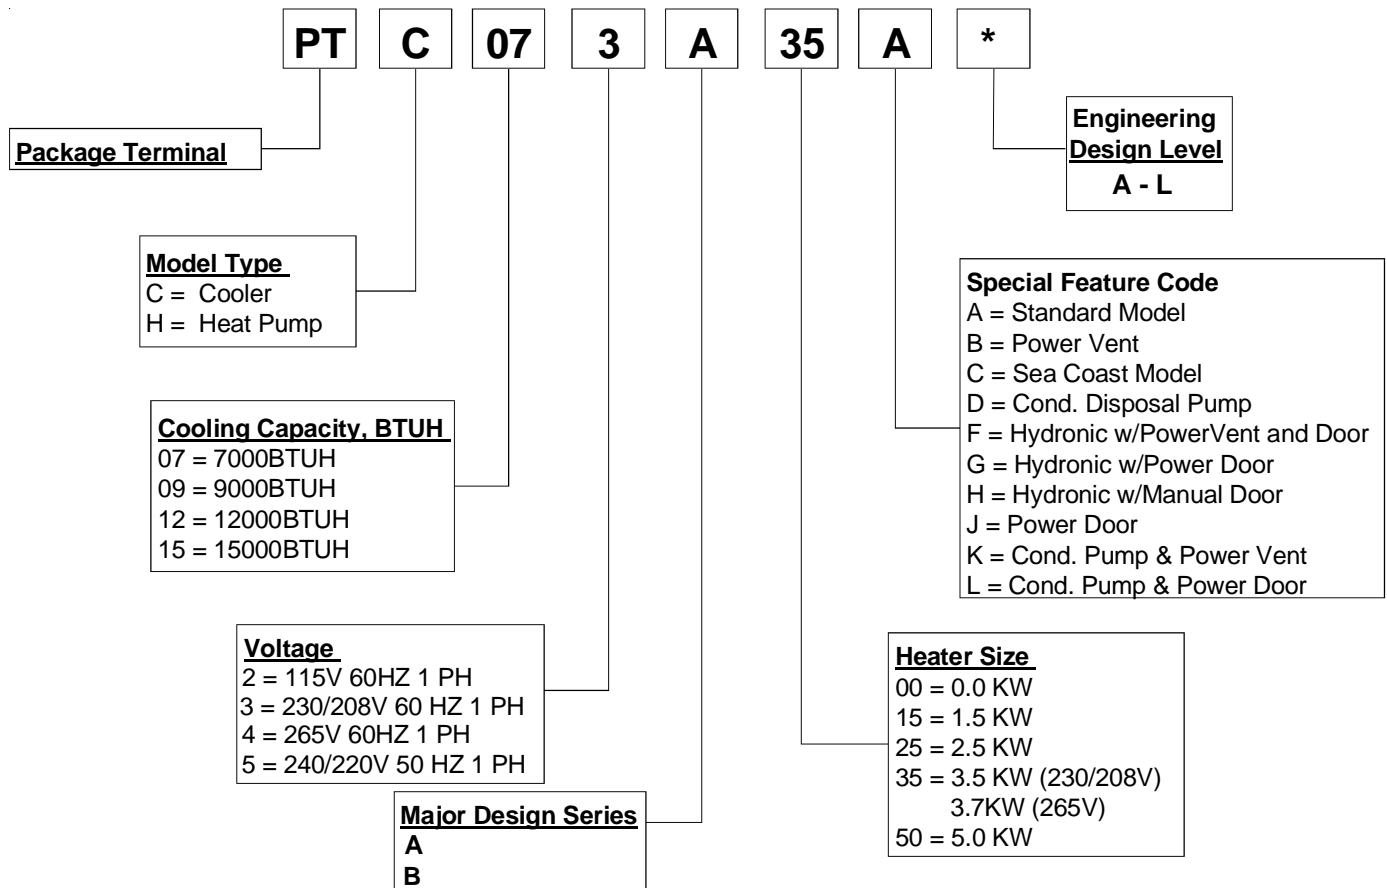 PT C 07 3 A 35 A *
Engineering
Design Level
A - L
Package Terminal
Model Type
C = Cooler
H = Heat Pump
Special Feature Code
A = Standard Model
B = Power Vent
C = Sea Coast Model
D = Cond. Disposal Pump
F = Hydronic w/PowerVent and Door
G = Hydronic w/Power Door
H = Hydronic w/Manual Door
J = Power Door
K = Cond. Pump & Power Vent
L = Cond. Pump & Power Door
Cooling Capacity, BTUH
07 = 7000BTUH
09 = 9000BTUH
12 = 12000BTUH
15 = 15000BTUH
Voltage
2 = 115V 60HZ 1 PH
3 = 230/208V 60 HZ 1 PH
4 = 265V 60HZ 1 PH
5 = 240/220V 50 HZ 1 PH
Heater Size
00 = 0.0 KW
15 = 1.5 KW
25 = 2.5 KW
35 = 3.5 KW (230/208V)
3.7KW (265V)
50 = 5.0 KW
Major Design Series
A
B